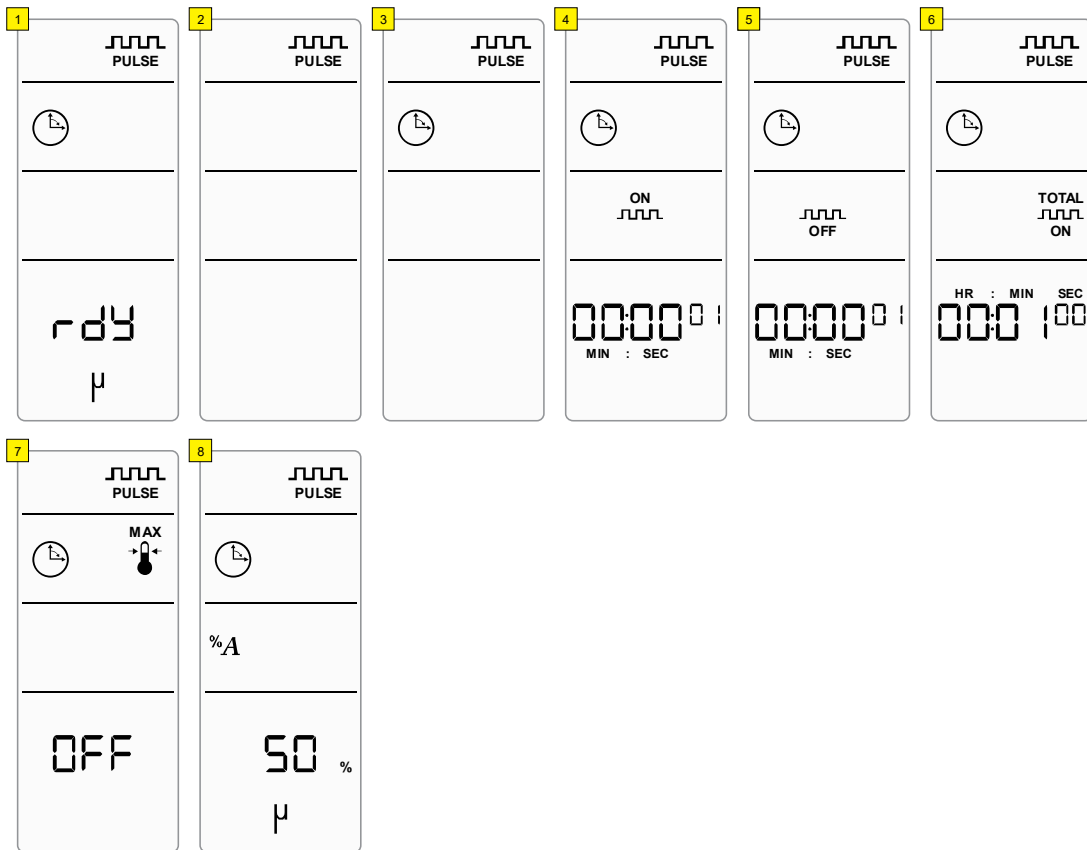 1
PULSE
rdY
µ
2
PULSE
3
PULSE
4
PULSE
ON
00:00 01
MIN : SEC
5
PULSE
OFF
00:00 01
MIN : SEC
6
PULSE
TOTAL
ON
HR : MIN SEC
00:01 00
7
PULSE
MAX
OFF
8
PULSE
%A
50 %
µ